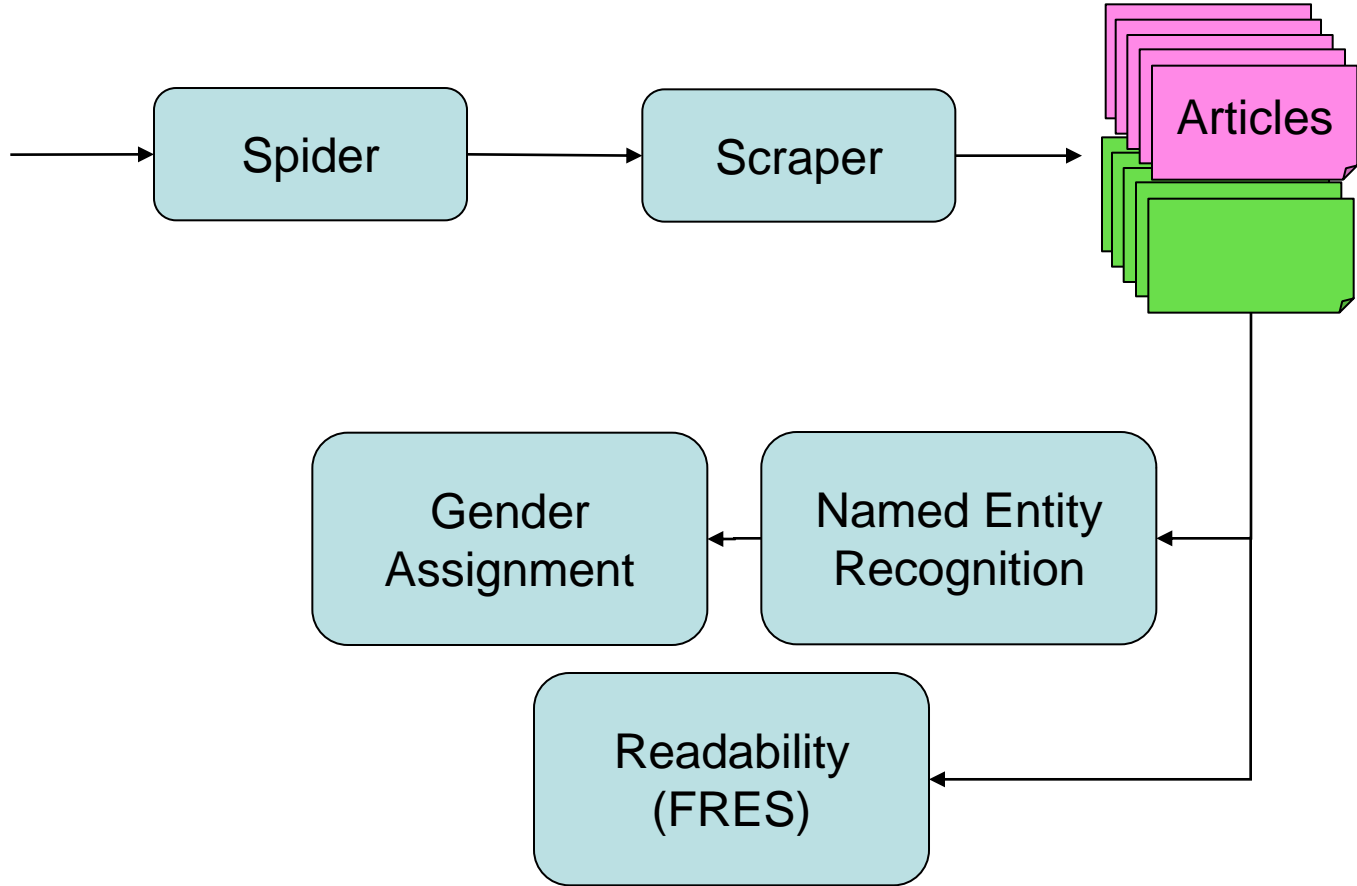 Spider
Scraper
Articles
Gender
Assignment
Named Entity
Recognition
Readability
(FRES)